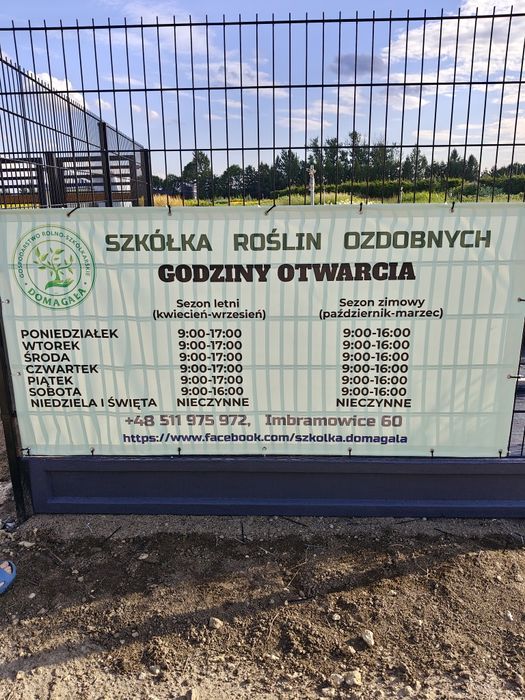 GOSPODARSTWO ROLNO-SZKÓŁKARSKIE
DOMAGAŁA
SZKÓŁKA ROŚLIN OZDOBNYCH
GODZINY OTWARCIA
Sezon letni Sezon zimowy
(kwiecień-wrzesień) (październik-marzec)
PONIEDZIAŁEK 9:00-17:00 9:00-16:00
WTOREK 9:00-17:00 9:00-16:00
ŚRODA 9:00-17:00 9:00-16:00
CZWARTEK 9:00-17:00 9:00-16:00
PIĄTEK 9:00-17:00 9:00-16:00
SOBOTA 9:00-16:00 9:00-16:00
NIEDZIELA I ŚWIĘTA NIECZYNNE NIECZYNNE
+48 511 975 972, Imbramowice 60
https://www.facebook.com/szkolka.domagala